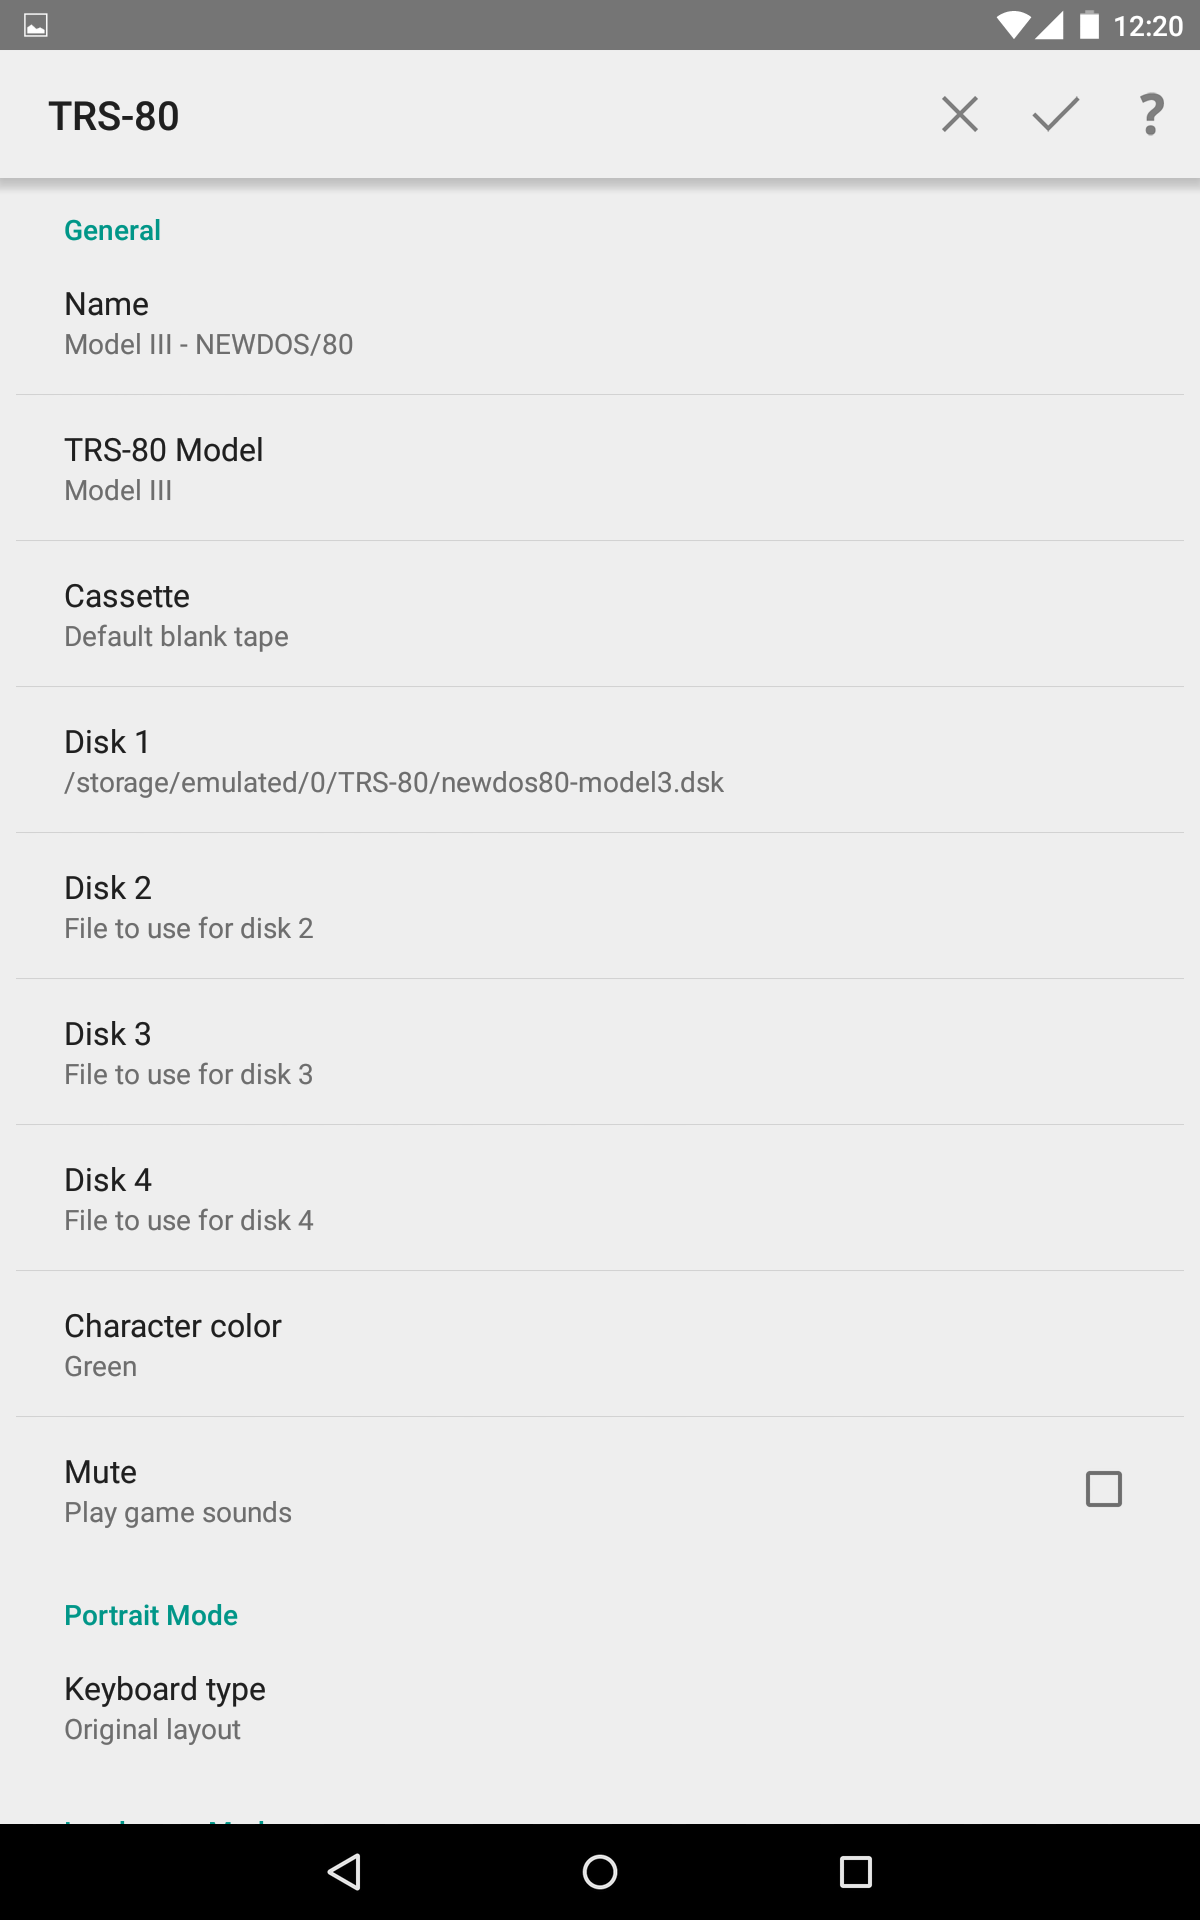 12:20
TRS-80
?
General
Name
Model III - NEWDOS/80
TRS-80 Model
Model III
Cassette
Default blank tape
Disk 1
/storage/emulated/0/TRS-80/newdos80-model3.dsk
Disk 2
File to use for disk 2
Disk 3
File to use for disk 3
Disk 4
File to use for disk 4
Character color
Green
Mute
Play game sounds
Portrait Mode
Keyboard type
Original layout